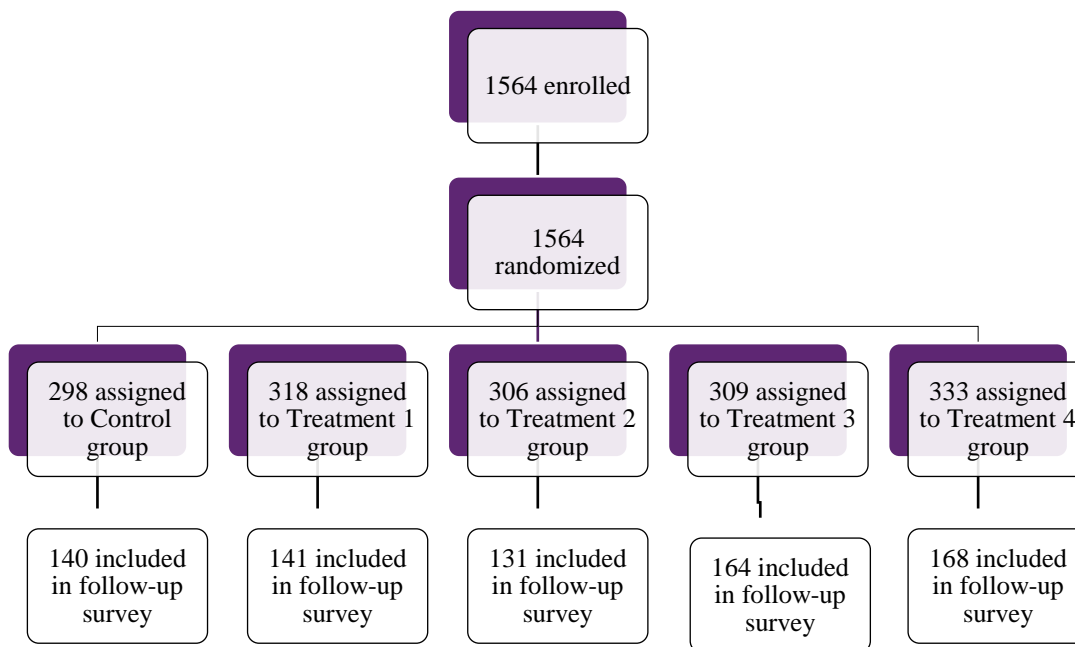 1564 enrolled
1564
randomized
298 assigned
to Control
group
318 assigned
to Treatment 1
group
306 assigned
to Treatment 2
group
309 assigned
to Treatment 3
group
333 assigned
to Treatment 4
group
140 included
in follow-up
survey
141 included
in follow-up
survey
131 included
in follow-up
survey
164 included
in follow-up
survey
168 included
in follow-up
survey